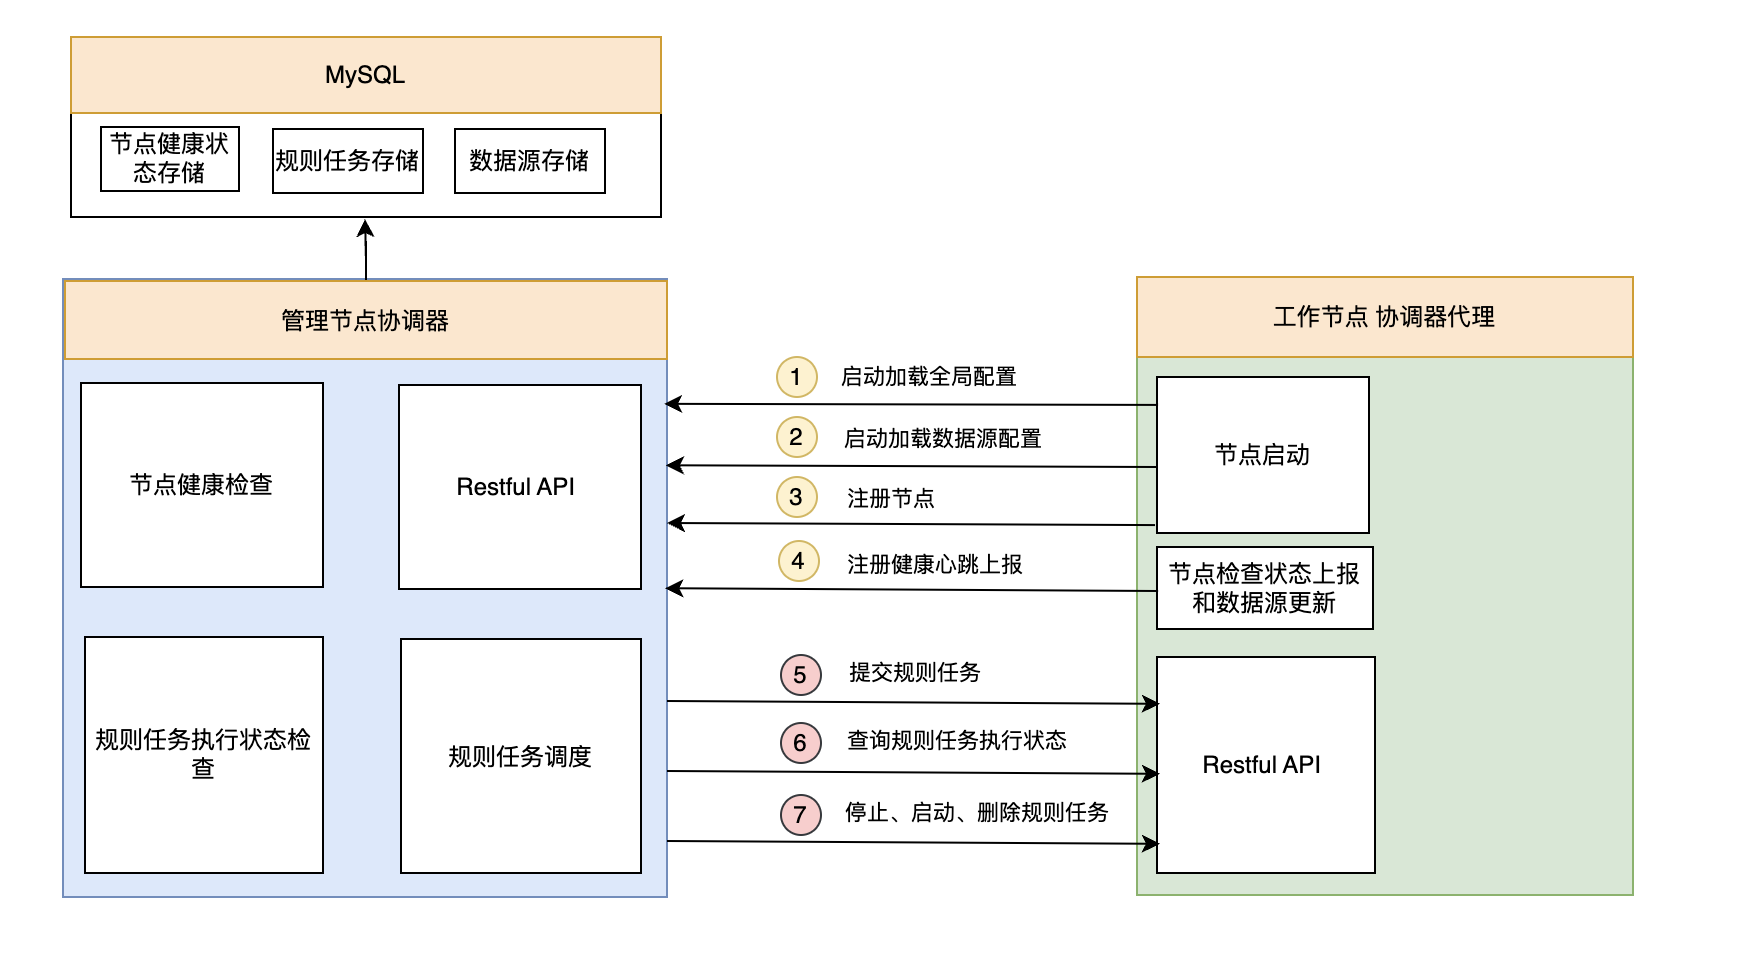 MySQL
节点健康状
态存储
规则任务存储
数据源存储
管理节点协调器
节点健康检查
Restful API
规则任务执行状态检
查
规则任务调度
1 启动加载全局配置
2 启动加载数据源配置
3 注册节点
4 注册健康心跳上报
5 提交规则任务
6 查询规则任务执行状态
7 停止、启动、删除规则任务
工作节点 协调器代理
节点启动
节点检查状态上报
和数据源更新
Restful API